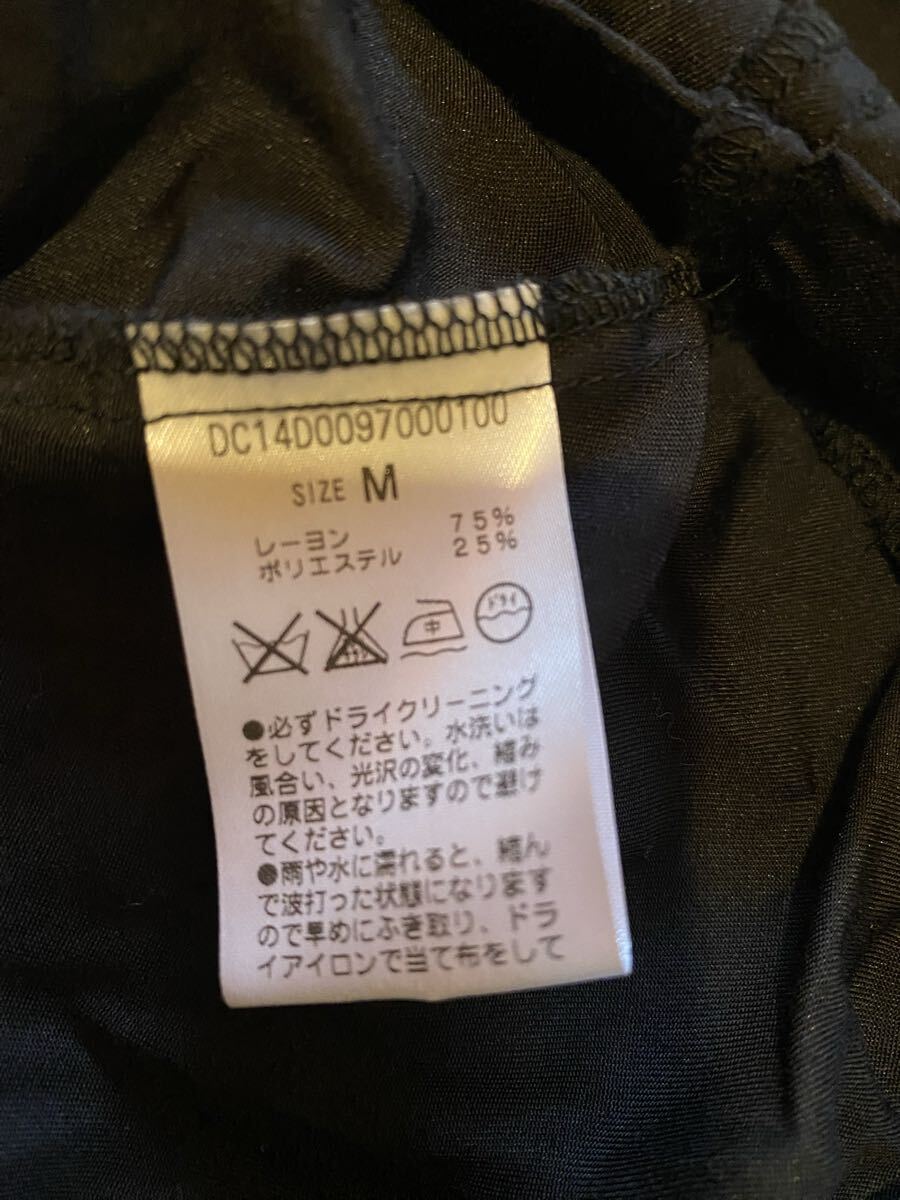 DC14D0097000100
SIZE M
レーヨン 75%
ポリエステル 25%
中 ドライ
●必ずドライクリーニング
をしてください。水洗いは
風合い、光沢の変化、縮み
の原因となりますので避け
てください。
●雨や水に濡れると、縮ん
で波打った状態になります
ので早めにふき取り、ドラ
イアイロンで当て布をして